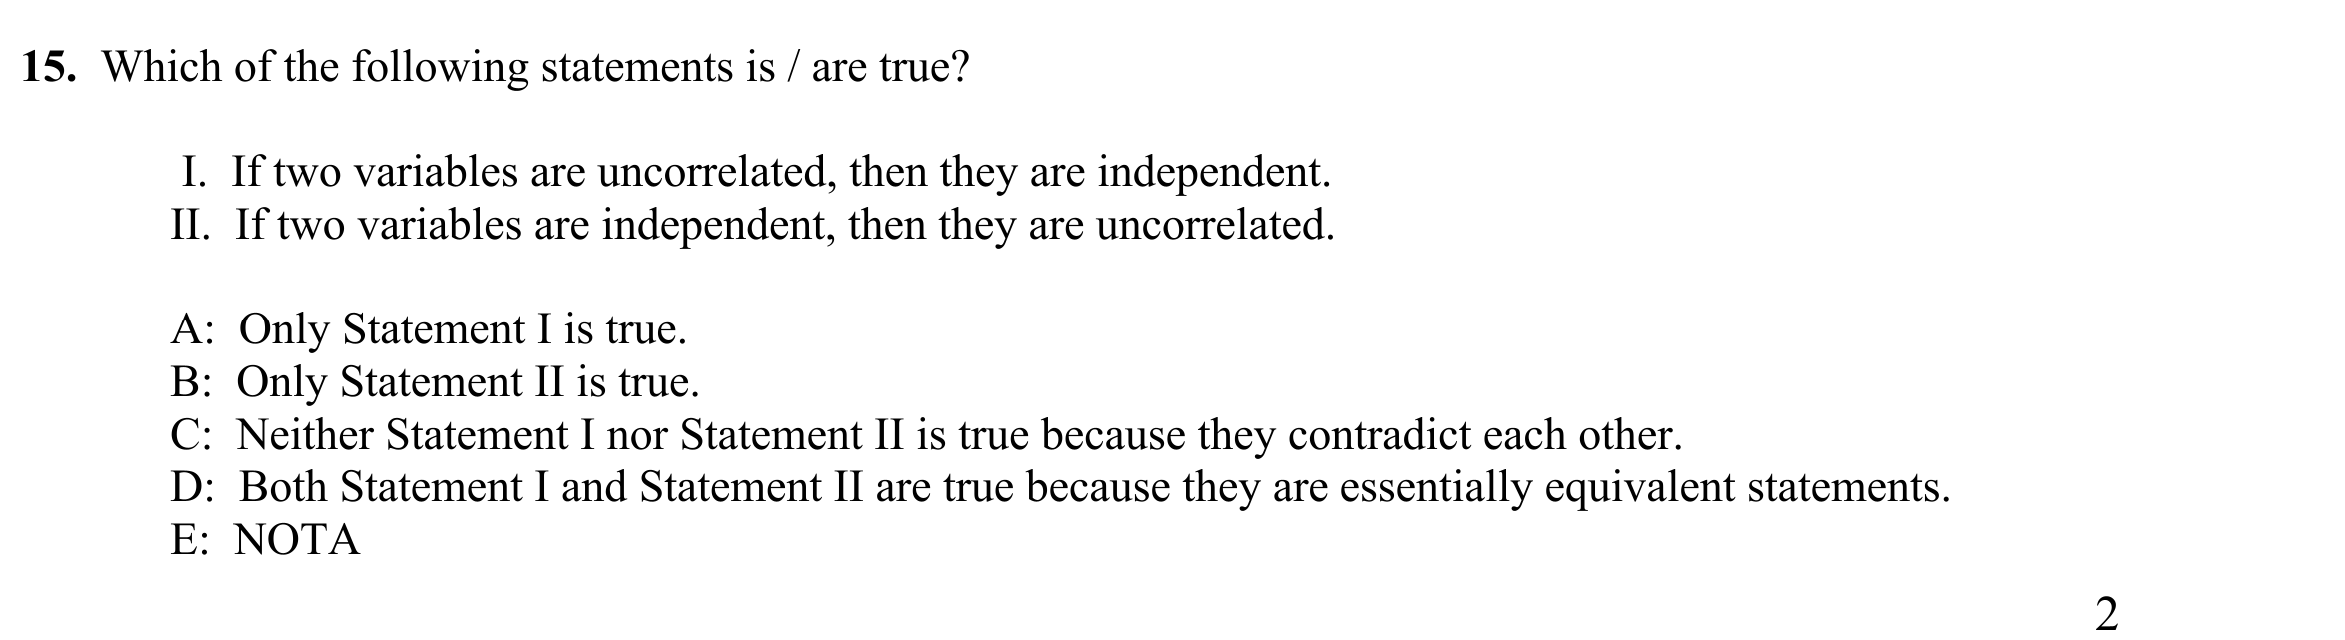 15. Which of the following statements is / are true?
I. If two variables are uncorrelated, then they are independent.
II. If two variables are independent, then they are uncorrelated.
A: Only Statement I is true.
B: Only Statement II is true.
C: Neither Statement I nor Statement II is true because they contradict each other.
D: Both Statement I and Statement II are true because they are essentially equivalent statements.
E: NOTA
2